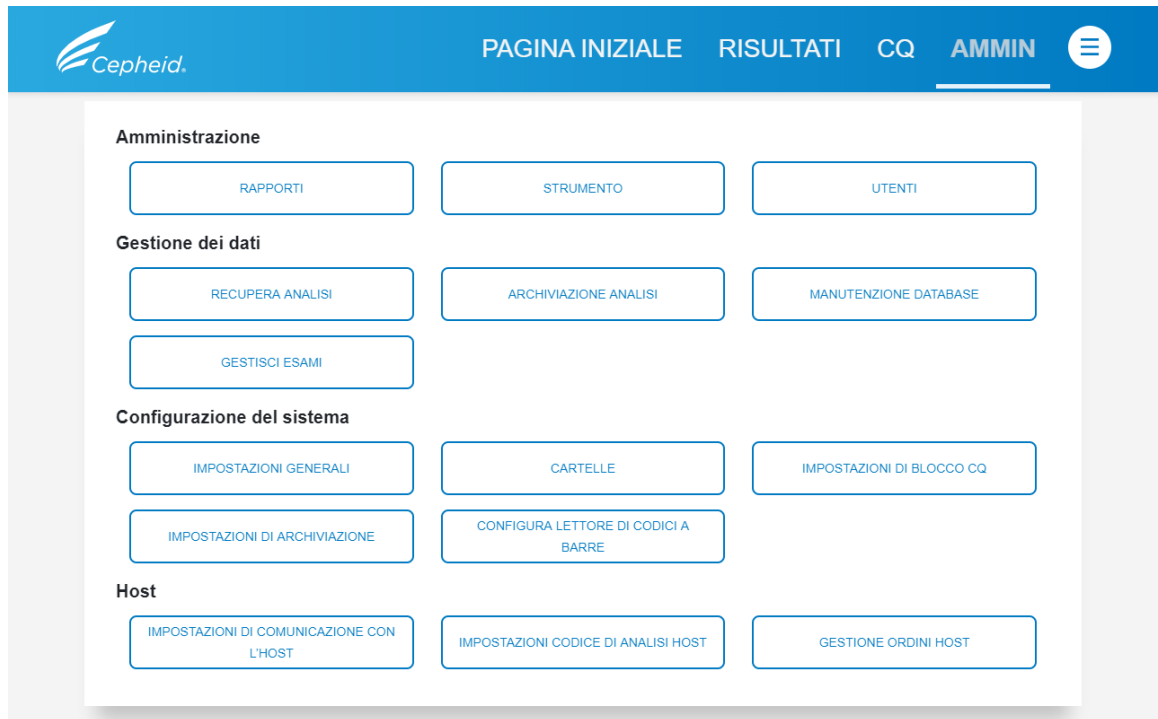 Cepheid.
PAGINA INIZIALE RISULTATI CQ AMMIN
Amministrazione
RAPPORTI STRUMENTO UTENTI
Gestione dei dati
RECUPERA ANALISI ARCHIVIAZIONE ANALISI MANUTENZIONE DATABASE
GESTISCI ESAMI
Configurazione del sistema
IMPOSTAZIONI GENERALI CARTELLE IMPOSTAZIONI DI BLOCCO CQ
IMPOSTAZIONI DI ARCHIVIAZIONE
CONFIGURA LETTORE DI CODICI A
BARRE
Host
IMPOSTAZIONI DI COMUNICAZIONE CON
L'HOST
IMPOSTAZIONI CODICE DI ANALISI HOST GESTIONE ORDINI HOST